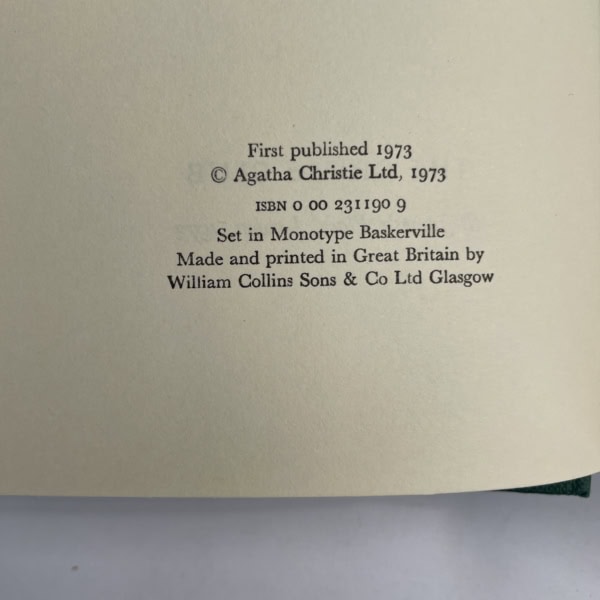 First published 1973
© Agatha Christie Ltd, 1973
ISBN 0 00 231190 9
Set in Monotype Baskerville
Made and printed in Great Britain by
William Collins Sons & Co Ltd Glasgow